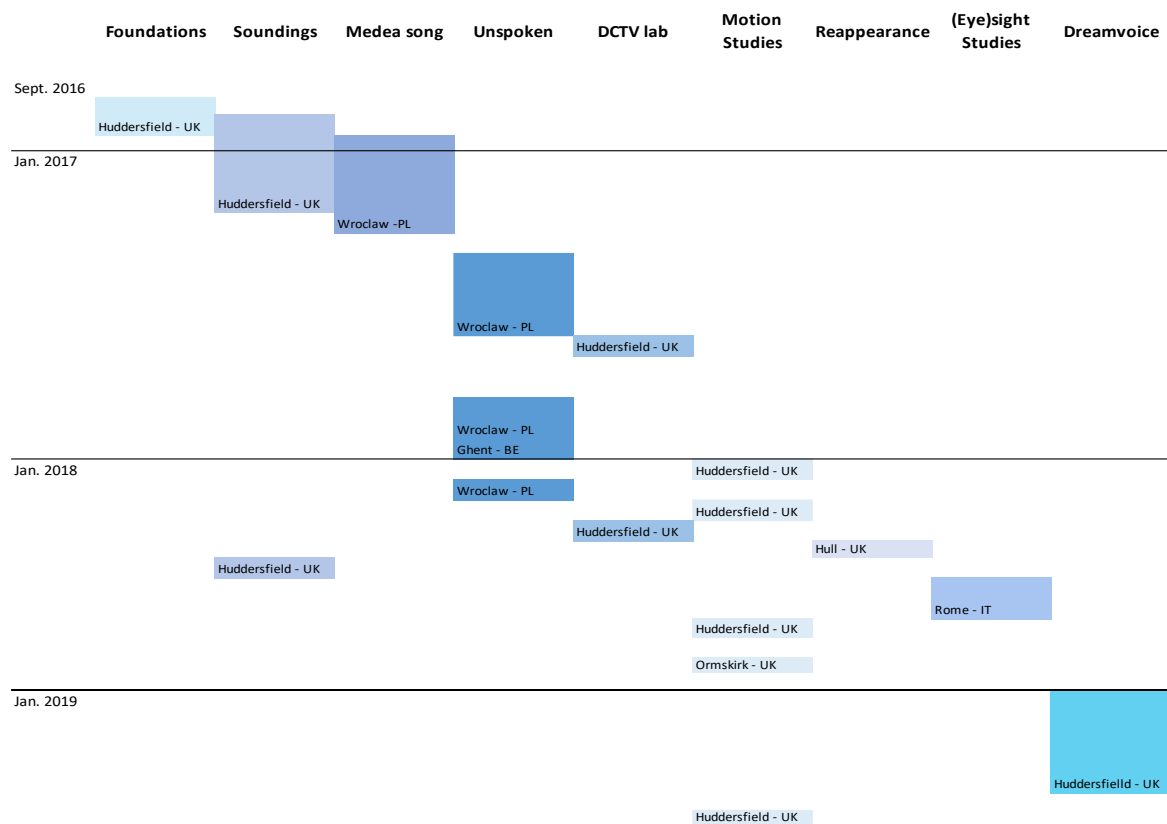 Foundations
Soundings
Medea song
Unspoken
DCTV lab
Motion
Studies
Reappearance
(Eye)sight
Studies
Dreamvoice
Sept. 2016
Huddersfield - UK
Jan. 2017
Huddersfield - UK
Wroclaw -PL
Wroclaw - PL
Huddersfield - UK
Wroclaw - PL
Ghent - BE
Jan. 2018
Huddersfield - UK
Wroclaw - PL
Huddersfield - UK
Huddersfield - UK
Hull - UK
Huddersfield - UK
Rome - IT
Huddersfield - UK
Ormskirk - UK
Jan. 2019
Huddersfielld - UK
Huddersfield - UK